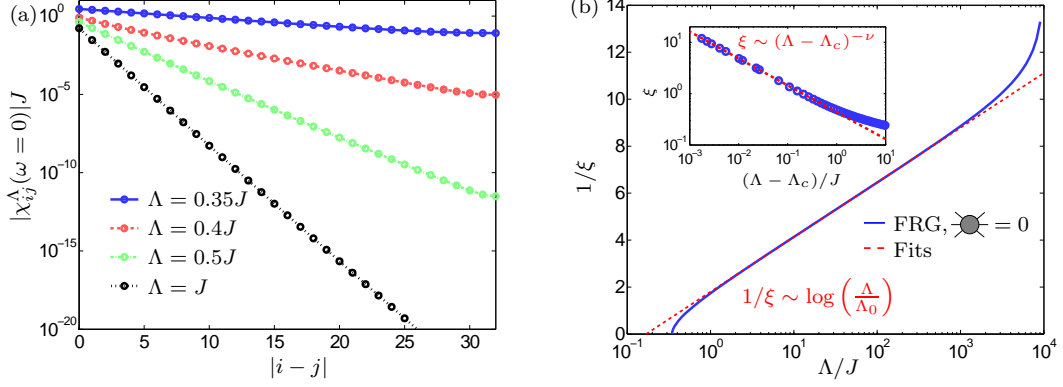 (a)
|χ^Λ_{ij}(ω = 0)|J
10^0
10^{-5}
10^{-10}
10^{-15}
10^{-20}
Λ = 0.35J
Λ = 0.4J
Λ = 0.5J
Λ = J
0 5 10 15 20 25 30
|i − j|
(b)
1/ξ
14
12
10
8
6
4
2
0
ξ ∼ (Λ − Λ_c)^{−ν}
ξ
10^1
10^0
10^{-1}
10^{-3} 10^{-2} 10^{-1} 10^0 10^1
(Λ − Λ_c)/J
FRG, = 0
Fits
1/ξ ∼ log (Λ/Λ_0)
10^{-1} 10^0 10^1 10^2 10^3 10^4
Λ/J